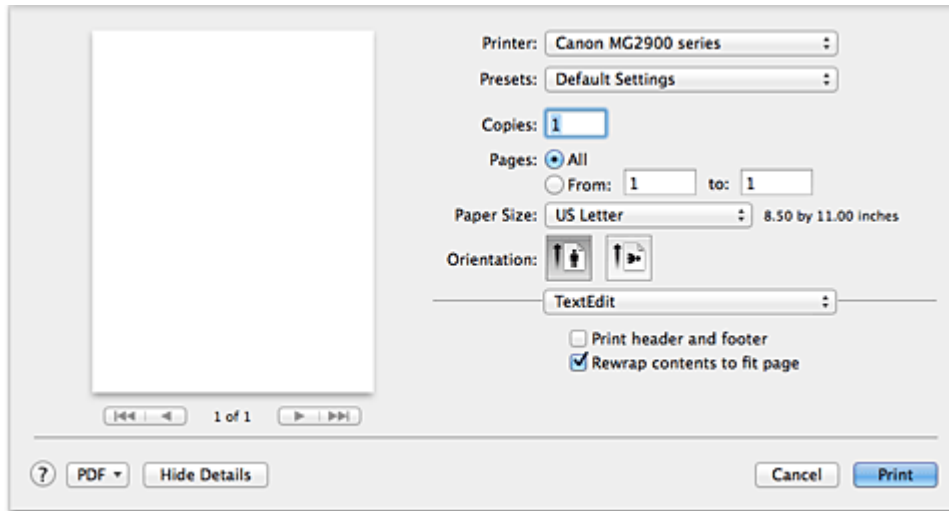 Printer: Canon MG2900 series
Presets: Default Settings
Copies: 1
Pages: All
From: 1 to: 1
Paper Size: US Letter 8.50 by 11.00 inches
Orientation:
TextEdit
Print header and footer
Rewrap contents to fit page
1 of 1
? PDF Hide Details Cancel Print